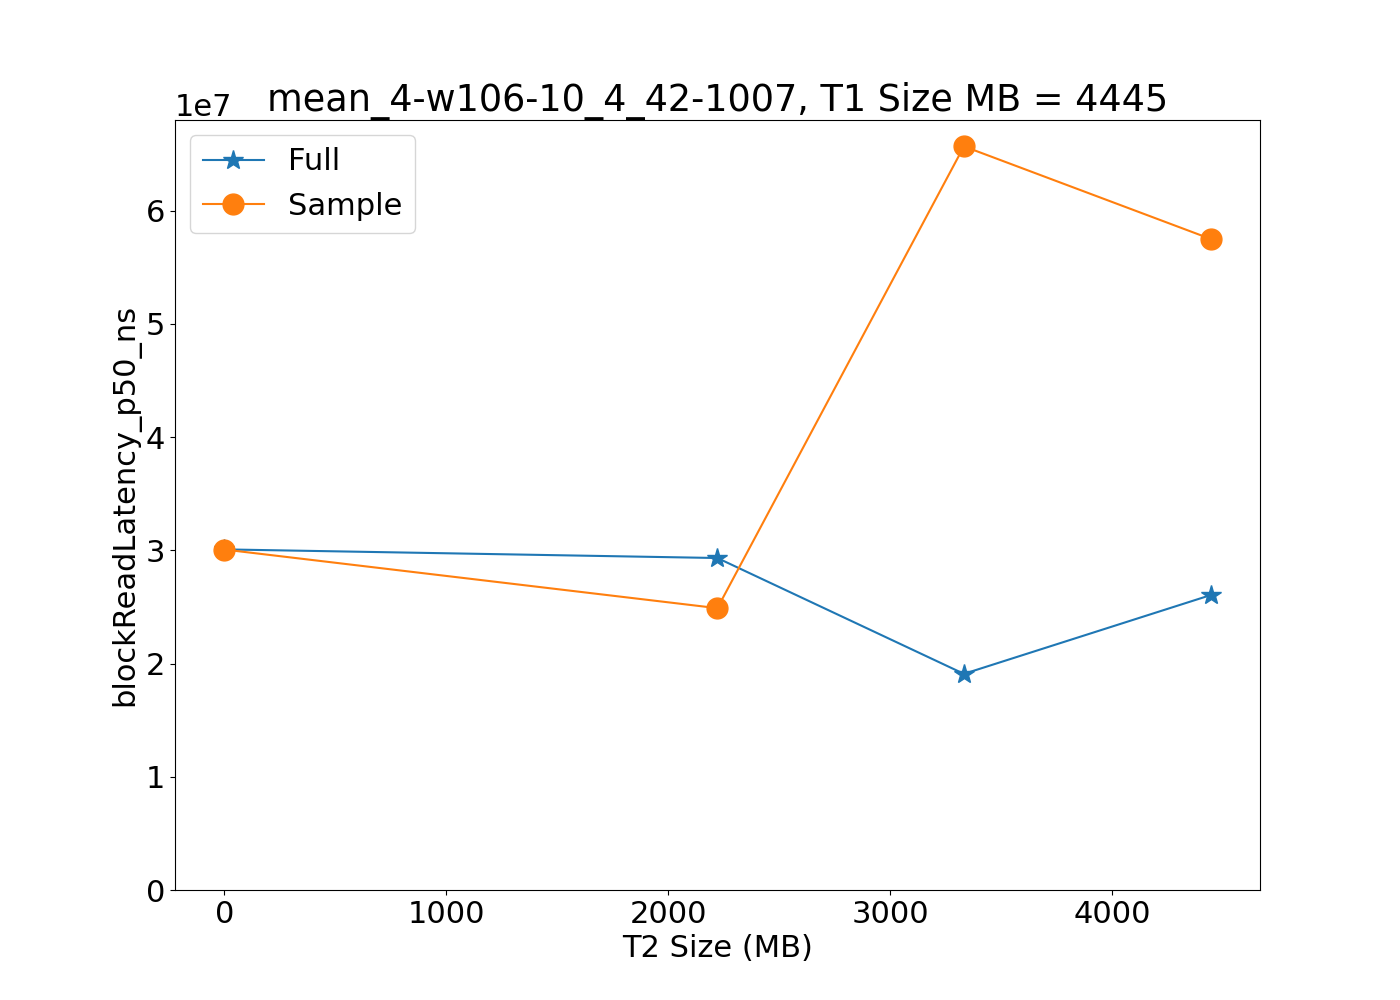 mean_4-w106-10_4_42-1007, T1 Size MB = 4445
1e7
Full
Sample
6
5
4
3
2
1
0
blockReadLatency_p50_ns
0 1000 2000 3000 4000
T2 Size (MB)